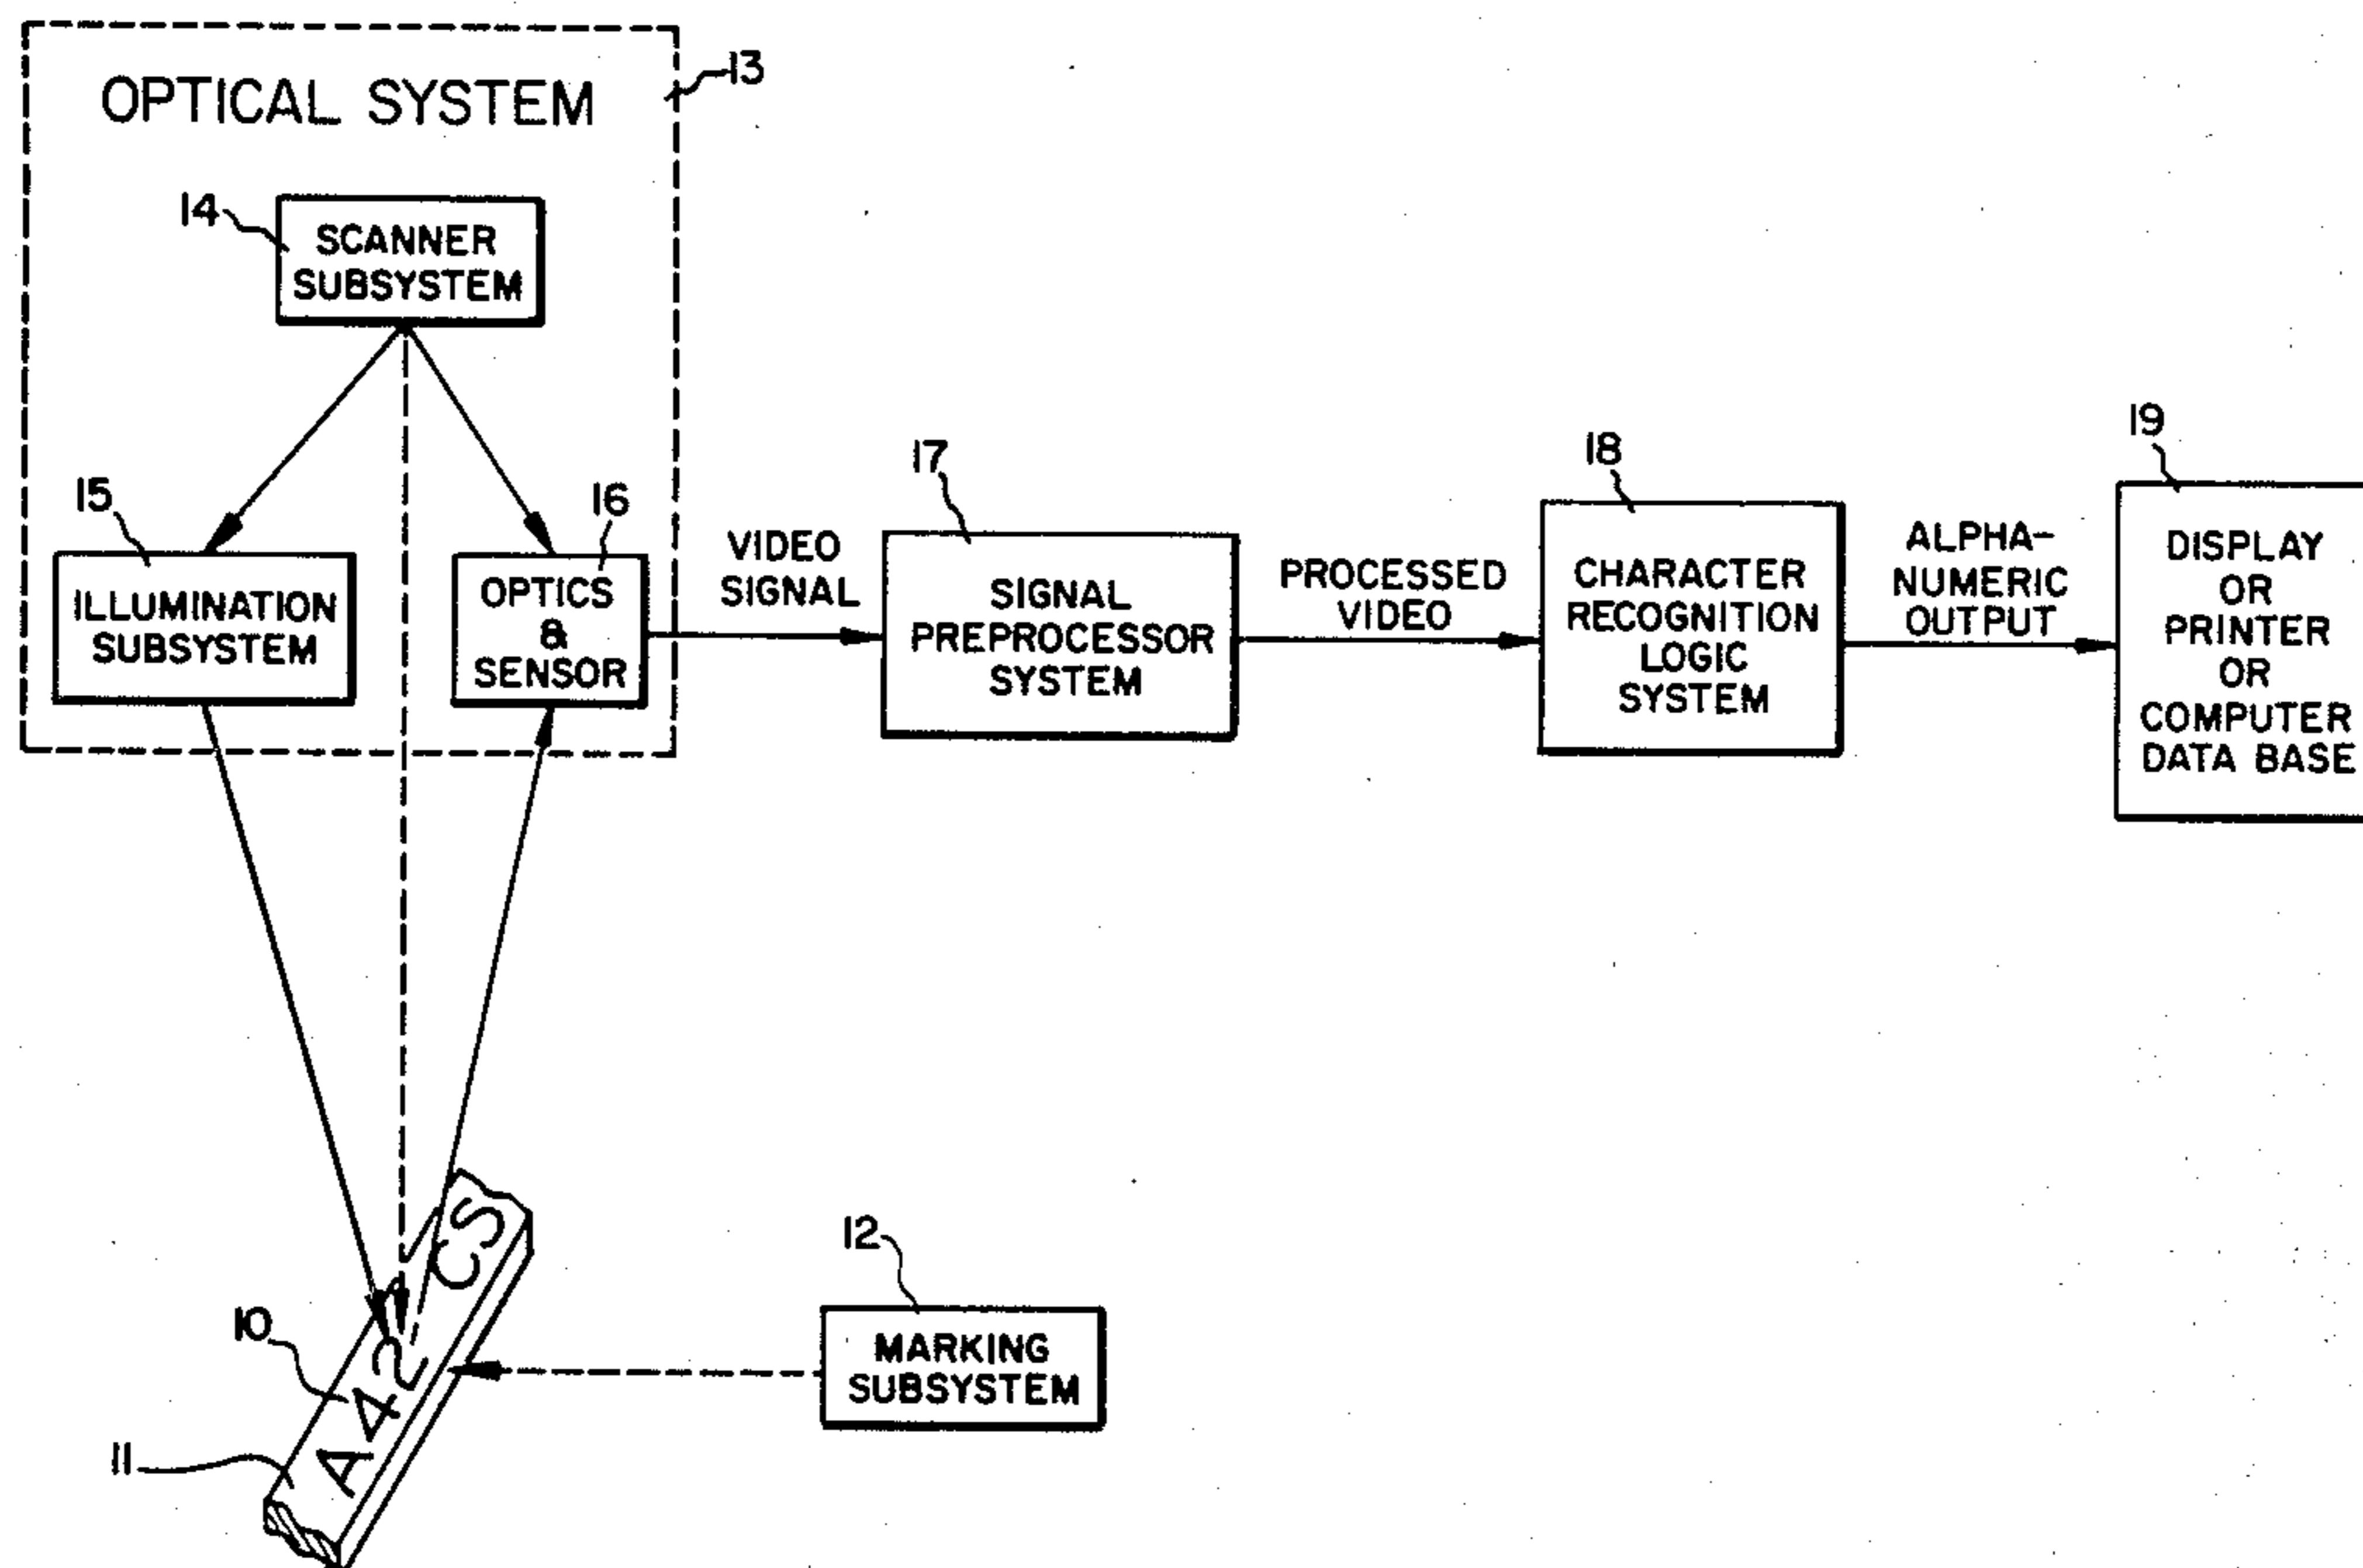 OPTICAL SYSTEM
13
14
SCANNER
SUBSYSTEM
15
ILLUMINATION
SUBSYSTEM
16
OPTICS
&
SENSOR
VIDEO
SIGNAL
17
SIGNAL
PREPROCESSOR
SYSTEM
PROCESSED
VIDEO
18
CHARACTER
RECOGNITION
LOGIC
SYSTEM
ALPHA-
NUMERIC
OUTPUT
19
DISPLAY
OR
PRINTER
OR
COMPUTER
DATA BASE
10
11
A42
CS
12
MARKING
SUBSYSTEM